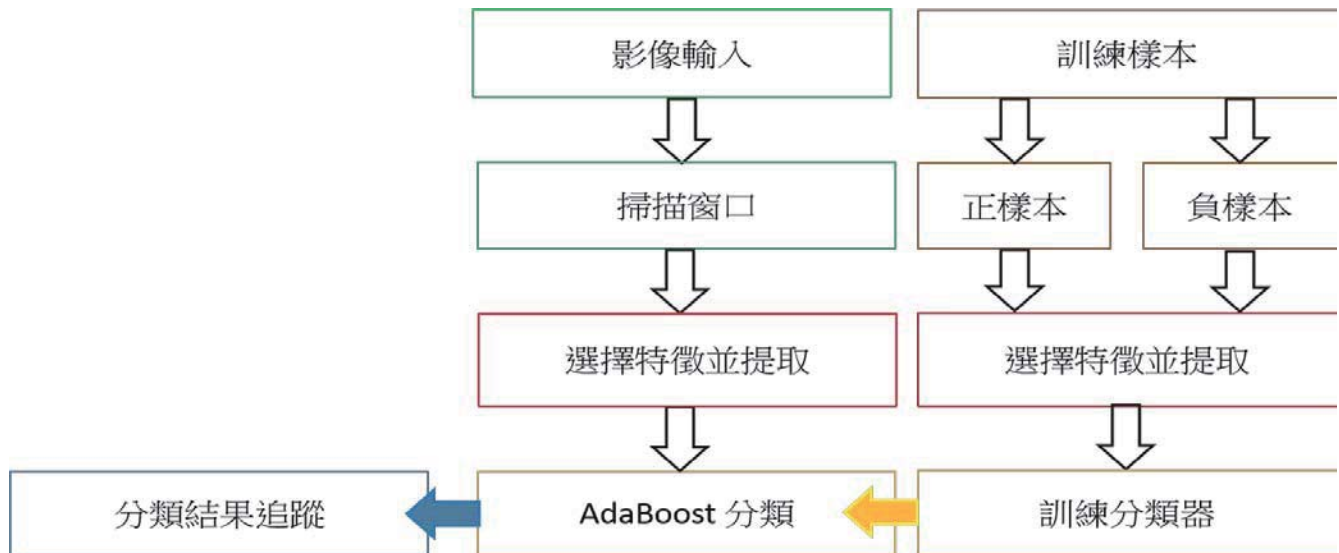 影像輸入
訓練樣本
掃描窗口
正樣本
負樣本
選擇特徵並提取
選擇特徵並提取
分類結果追蹤
AdaBoost 分類
訓練分類器